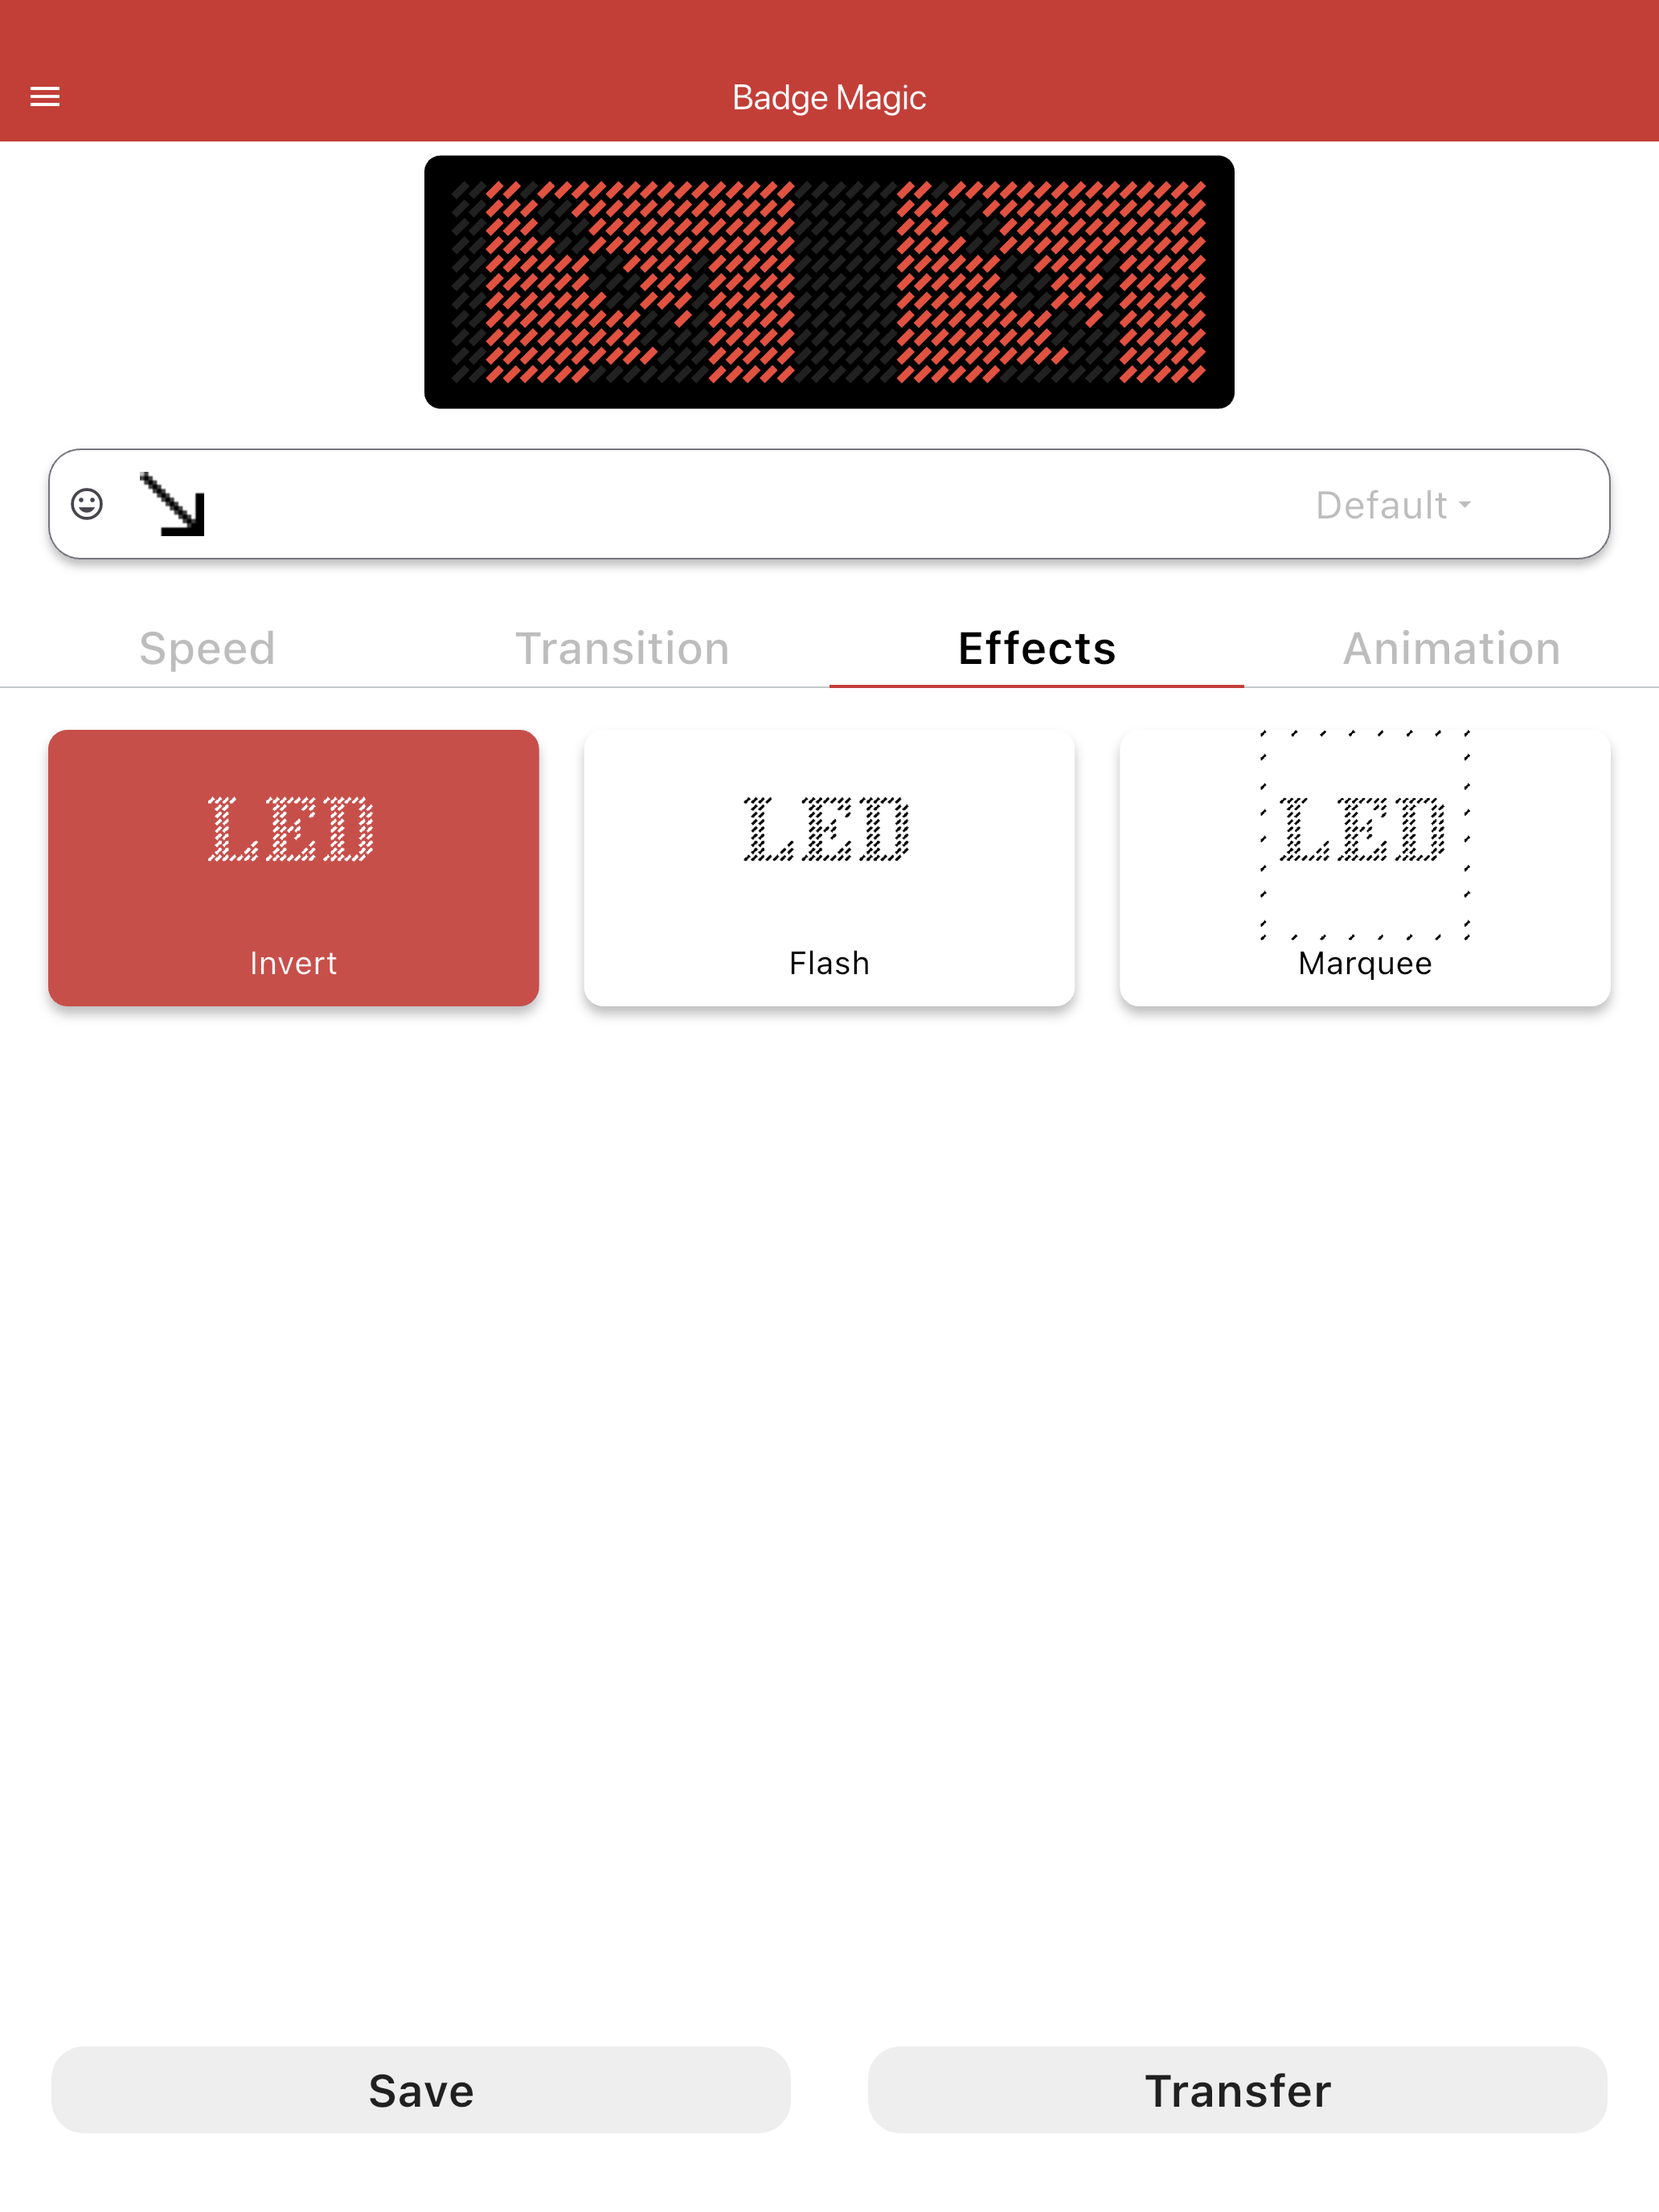 Badge Magic
Default
Speed Transition Effects Animation
LED LED LED
Invert Flash Marquee
Save Transfer